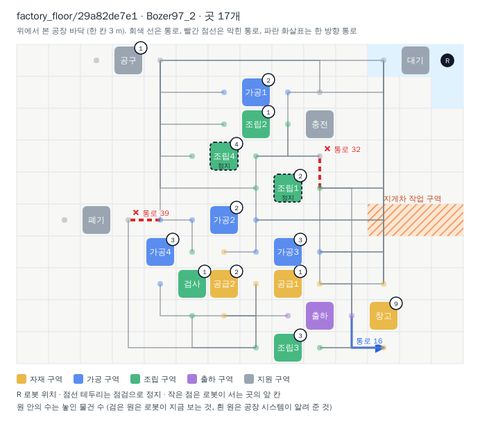 factory_floor/29a82de7e1 · Bozer97_2 · 곳 17개
위에서 본 공장 바닥 (한 칸 3 m). 회색 선은 통로, 빨간 점선은 막힌 통로, 파란 화살표는 한 방향 통로
공구 1
대기 R
가공1 2
조립2 1
충전
조립4 4
정지
✖ 통로 32
조립1 2
정지
지게차 작업 구역
✖ 통로 39
폐기
가공2 2
가공4 3
가공3 3
검사 1
공급2 2
공급1 1
출하
창고 9
통로 16
조립3 3
자재 구역 가공 구역 조립 구역 출하 구역 지원 구역
R 로봇 위치 · 점선 테두리는 점검으로 정지 · 작은 점은 로봇이 서는 곳의 앞 칸
원 안의 수는 놓인 물건 수 (검은 원은 로봇이 지금 보는 것, 흰 원은 공장 시스템이 알려 준 것)